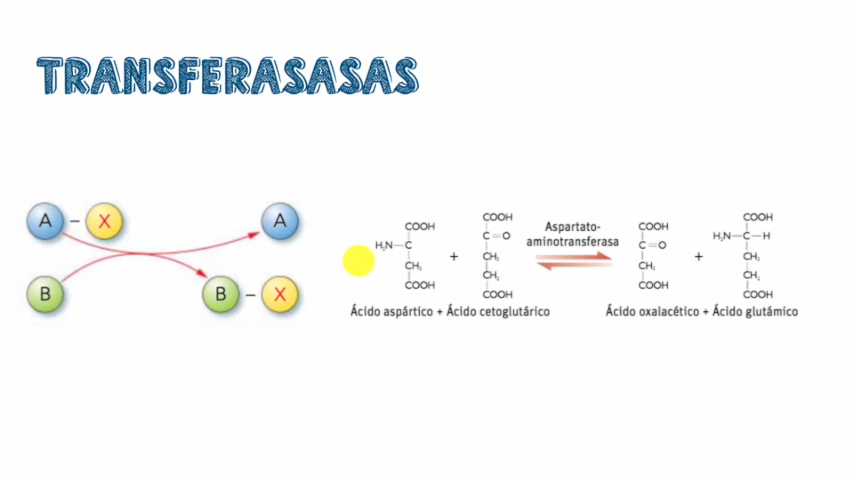 TRANSFERASASAS
A – X
A
B
B – X
COOH
H₂N—C
CH₂
COOH
+
COOH
C=O
CH₂
CH₂
COOH
Aspartato-
aminotransferasa
COOH
C=O
CH₂
COOH
+
COOH
H₂N—C—H
CH₂
CH₂
COOH
Ácido aspártico + Ácido cetoglutárico
Ácido oxalacético + Ácido glutámico